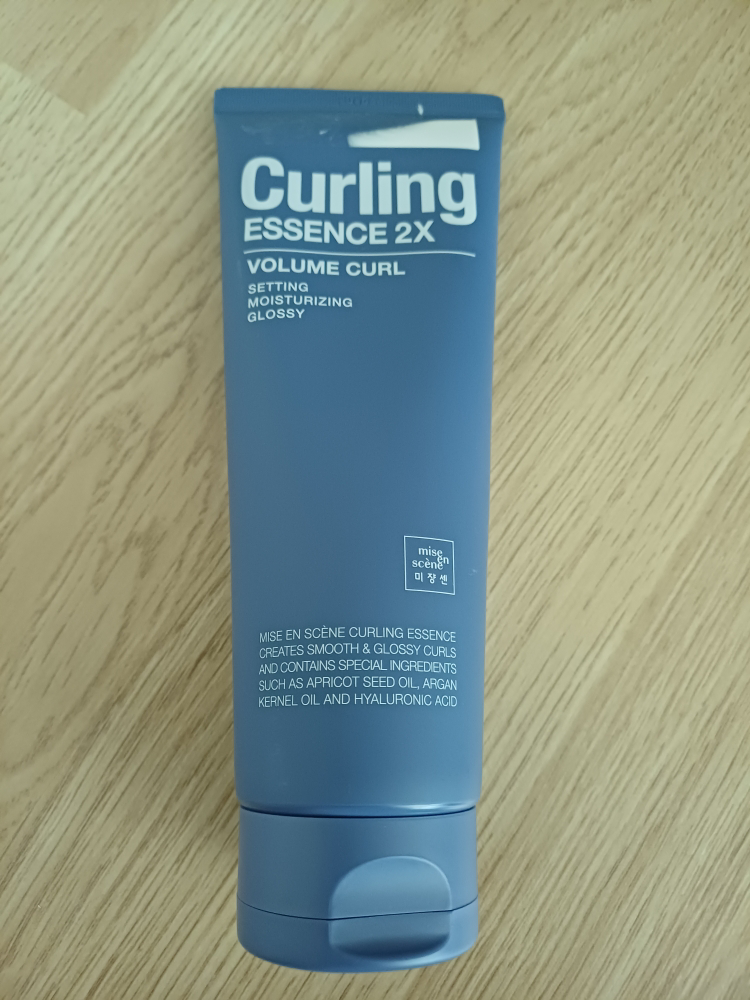 Curling
ESSENCE 2X
VOLUME CURL
SETTING
MOISTURIZING
GLOSSY
mise
en
scène
미쟝센
MISE EN SCÈNE CURLING ESSENCE
CREATES SMOOTH & GLOSSY CURLS
AND CONTAINS SPECIAL INGREDIENTS
SUCH AS APRICOT SEED OIL, ARGAN
KERNEL OIL AND HYALURONIC ACID